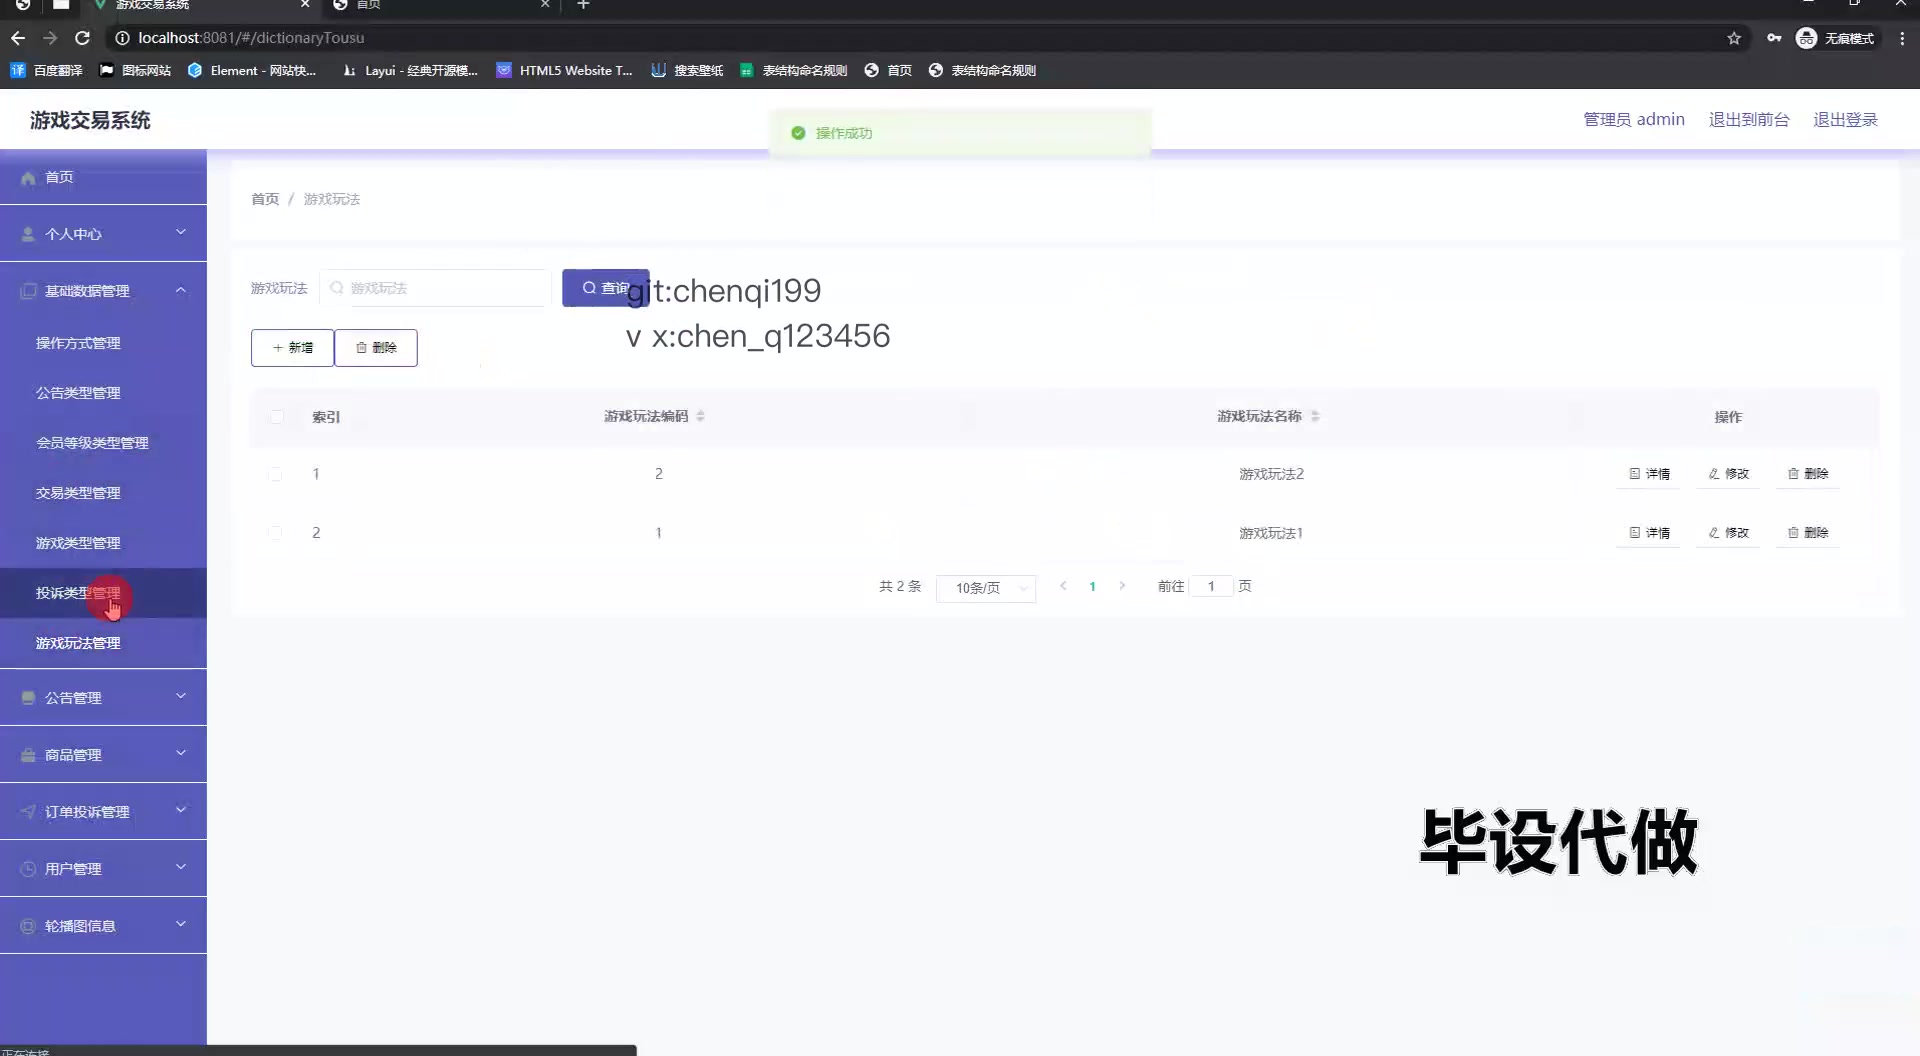 游戏交易系统
首页
localhost:8081/#/dictionaryTousu
无痕模式
百度翻译
图标网站
Element - 网站快...
Layui - 经典开源模...
HTML5 Website T...
搜索壁纸
表结构命名规则
首页
表结构命名规则
游戏交易系统
操作成功
管理员 admin
退出到前台
退出登录
首页
个人中心
基础数据管理
操作方式管理
公告类型管理
会员等级类型管理
交易类型管理
游戏类型管理
投诉类型管理
游戏玩法管理
公告管理
商品管理
订单投诉管理
用户管理
轮播图信息
首页 / 游戏玩法
游戏玩法 游戏玩法 查询
git:chenqi199
v x:chen_q123456
+ 新增 删除
索引 游戏玩法编码 游戏玩法名称 操作
1 2 游戏玩法2 详情 修改 删除
2 1 游戏玩法1 详情 修改 删除
共 2 条 10条/页 1 前往 1 页
毕设代做